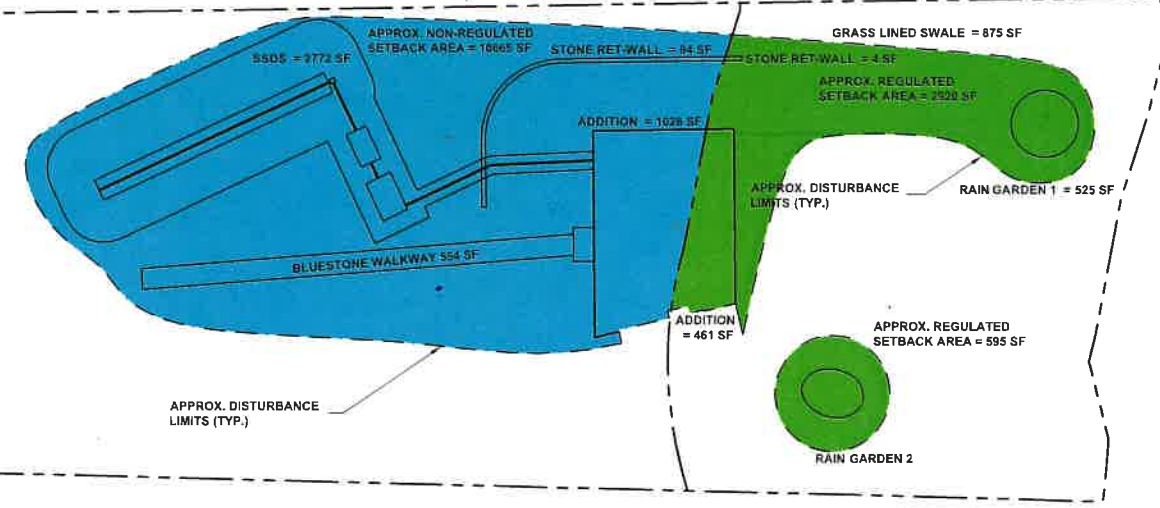 GRASS LINED SWALE = 875 SF
APPROX. NON-REGULATED
SETBACK AREA = 10665 SF
SSDS = 2772 SF
STONE RET-WALL = 94 SF
STONE RET-WALL = 4 SF
APPROX. REGULATED
SETBACK AREA = 2920 SF
ADDITION = 1026 SF
APPROX. DISTURBANCE
LIMITS (TYP.)
RAIN GARDEN 1 = 525 SF
BLUESTONE WALKWAY 554 SF
ADDITION
= 461 SF
APPROX. REGULATED
SETBACK AREA = 595 SF
APPROX. DISTURBANCE
LIMITS (TYP.)
RAIN GARDEN 2